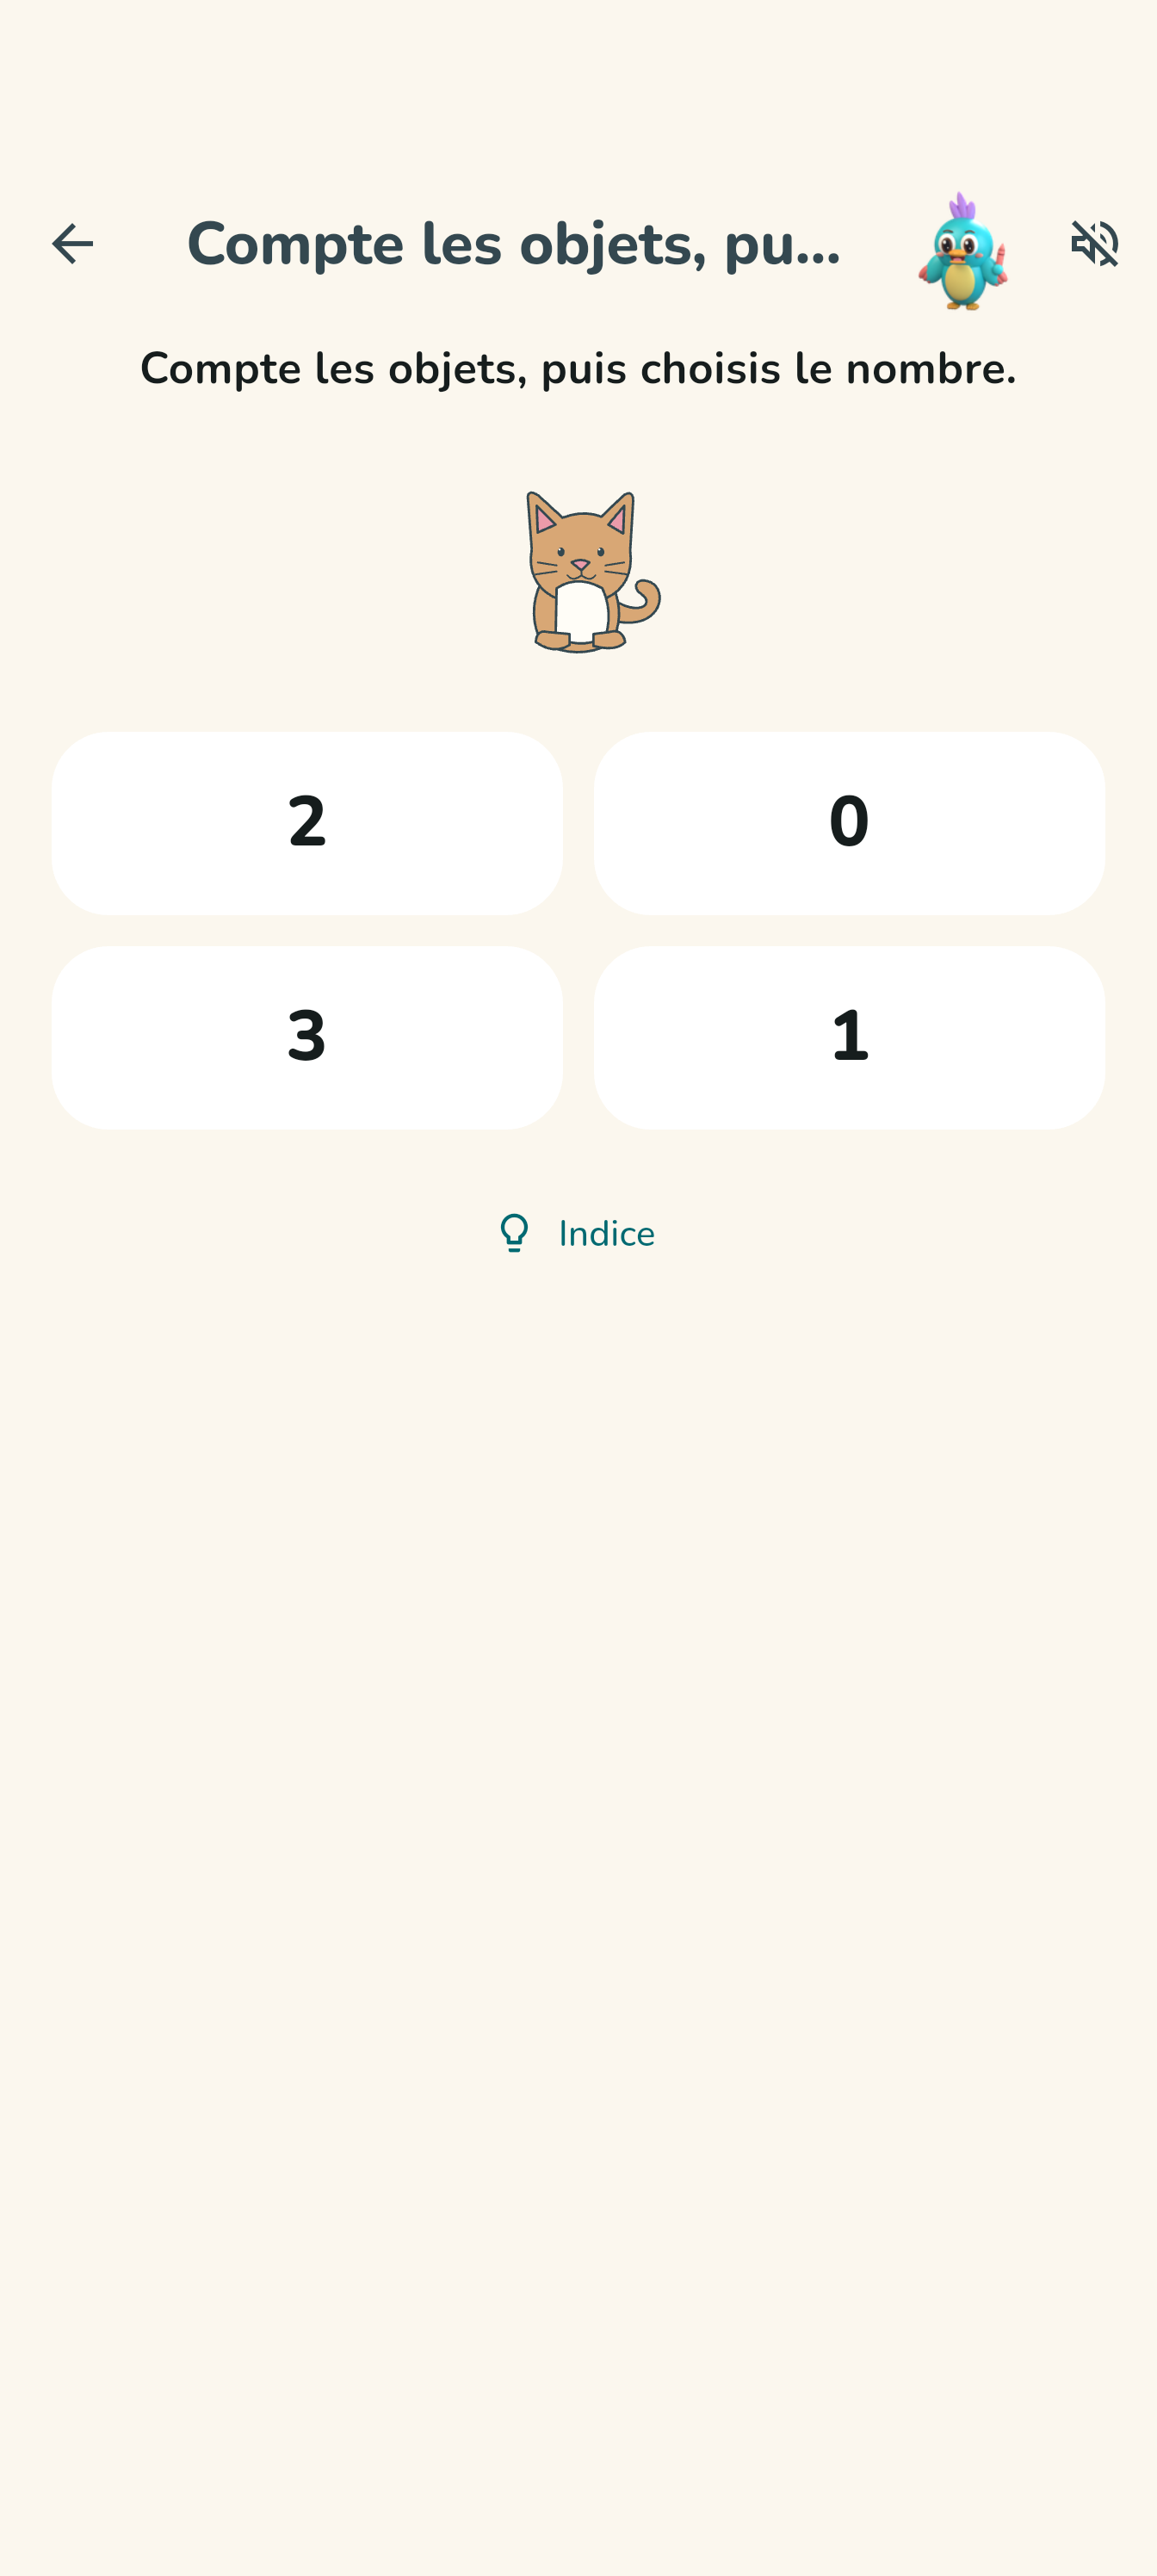 Compte les objets, pu...
Compte les objets, puis choisis le nombre.
2
0
3
1
Indice